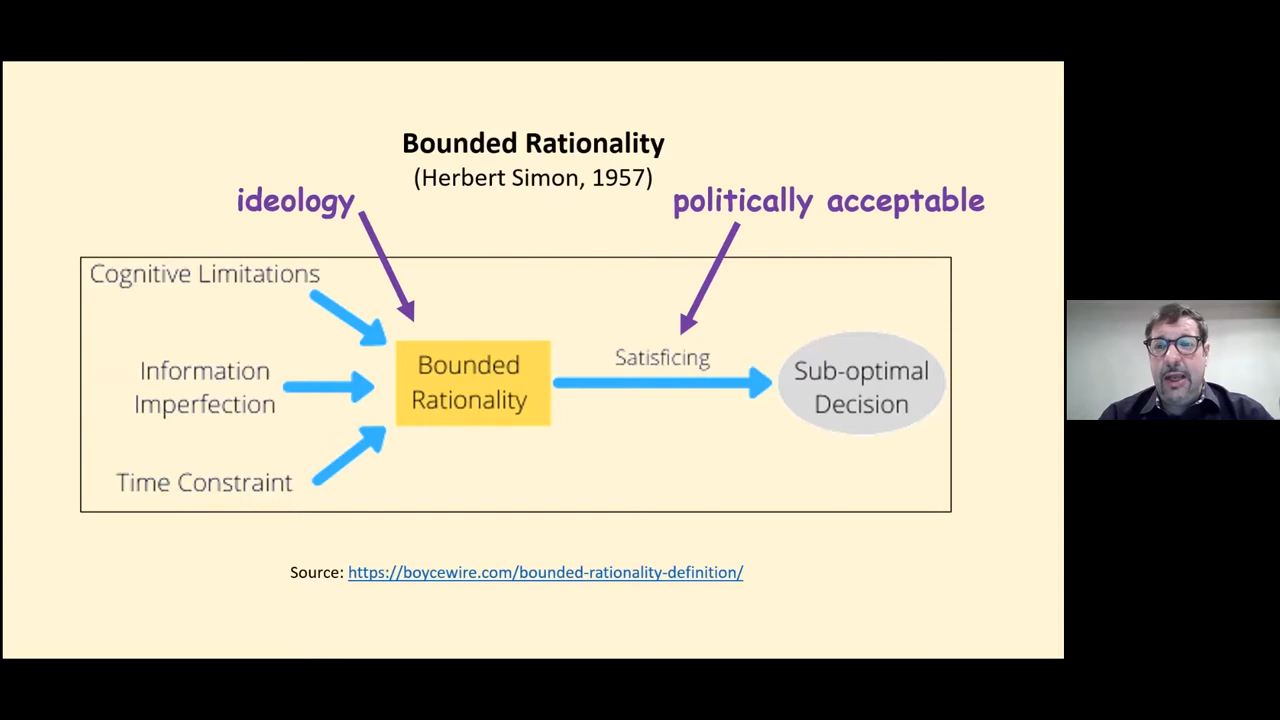 Bounded Rationality
(Herbert Simon, 1957)
ideology
politically acceptable
Cognitive Limitations
Information
Imperfection
Time Constraint
Bounded
Rationality
Satisficing
Sub-optimal
Decision
Source: https://boycewire.com/bounded-rationality-definition/